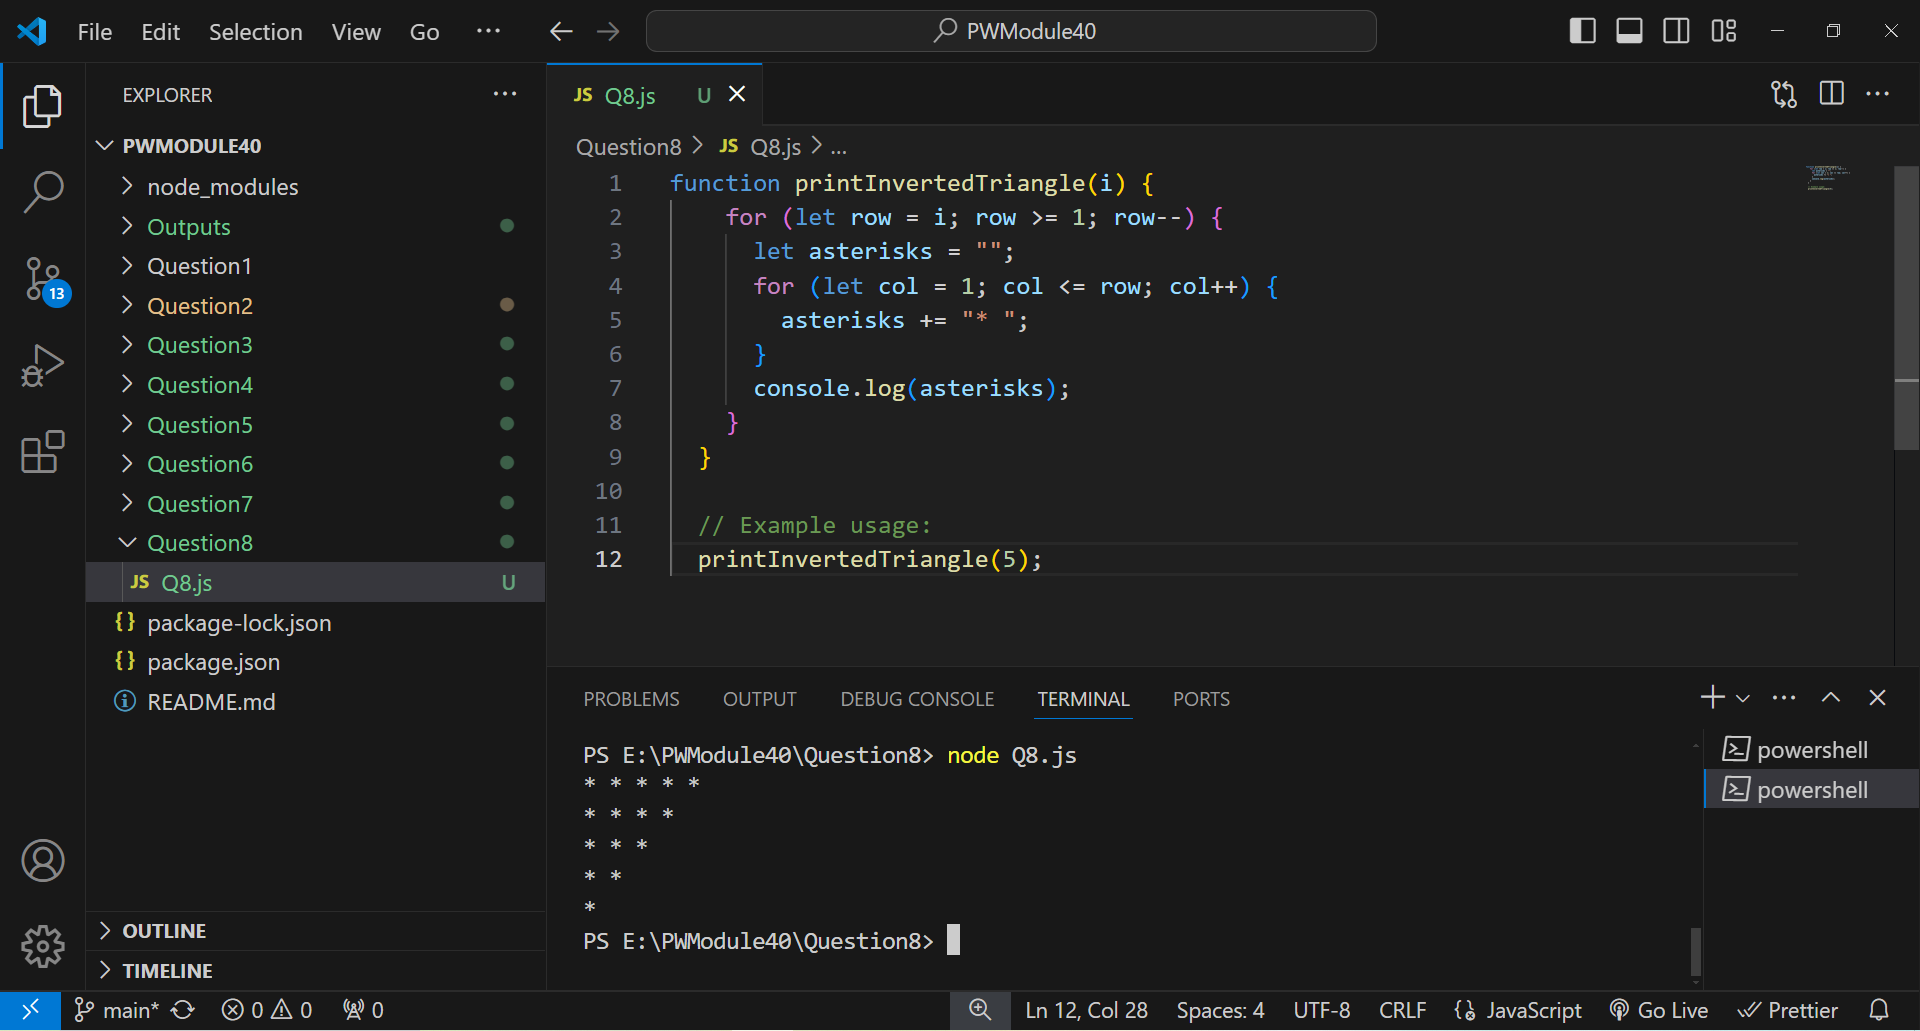 File Edit Selection View Go ... PWModule40
EXPLORER ...
PWMODULE40
node_modules
Outputs
Question1
Question2
Question3
Question4
Question5
Question6
Question7
Question8
JS Q8.js U
{} package-lock.json
{} package.json
README.md
OUTLINE
TIMELINE
13
JS Q8.js U
Question8 > JS Q8.js > ...
1 function printInvertedTriangle(i) {
2 for (let row = i; row >= 1; row--) {
3 let asterisks = "";
4 for (let col = 1; col <= row; col++) {
5 asterisks += "* ";
6 }
7 console.log(asterisks);
8 }
9 }
10
11 // Example usage:
12 printInvertedTriangle(5);
PROBLEMS OUTPUT DEBUG CONSOLE TERMINAL PORTS
PS E:\PWModule40\Question8> node Q8.js
* * * * *
* * * *
* * *
* *
*
PS E:\PWModule40\Question8>
powershell
powershell
main* 0 0 0 Ln 12, Col 28 Spaces: 4 UTF-8 CRLF JavaScript Go Live Prettier